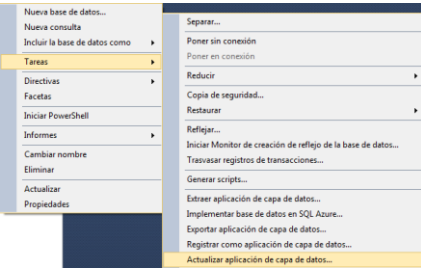 Nueva base de datos...
Nueva consulta
Incluir la base de datos como
Tareas
Directivas
Facetas
Iniciar PowerShell
Informes
Cambiar nombre
Eliminar
Actualizar
Propiedades
Separar...
Poner sin conexión
Poner en conexión
Reducir
Copia de seguridad...
Restaurar
Reflejar...
Iniciar Monitor de creación de reflejo de la base de datos...
Trasvasar registros de transacciones...
Generar scripts...
Extraer aplicación de capa de datos...
Implementar base de datos en SQL Azure...
Exportar aplicación de capa de datos...
Registrar como aplicación de capa de datos...
Actualizar aplicación de capa de datos...